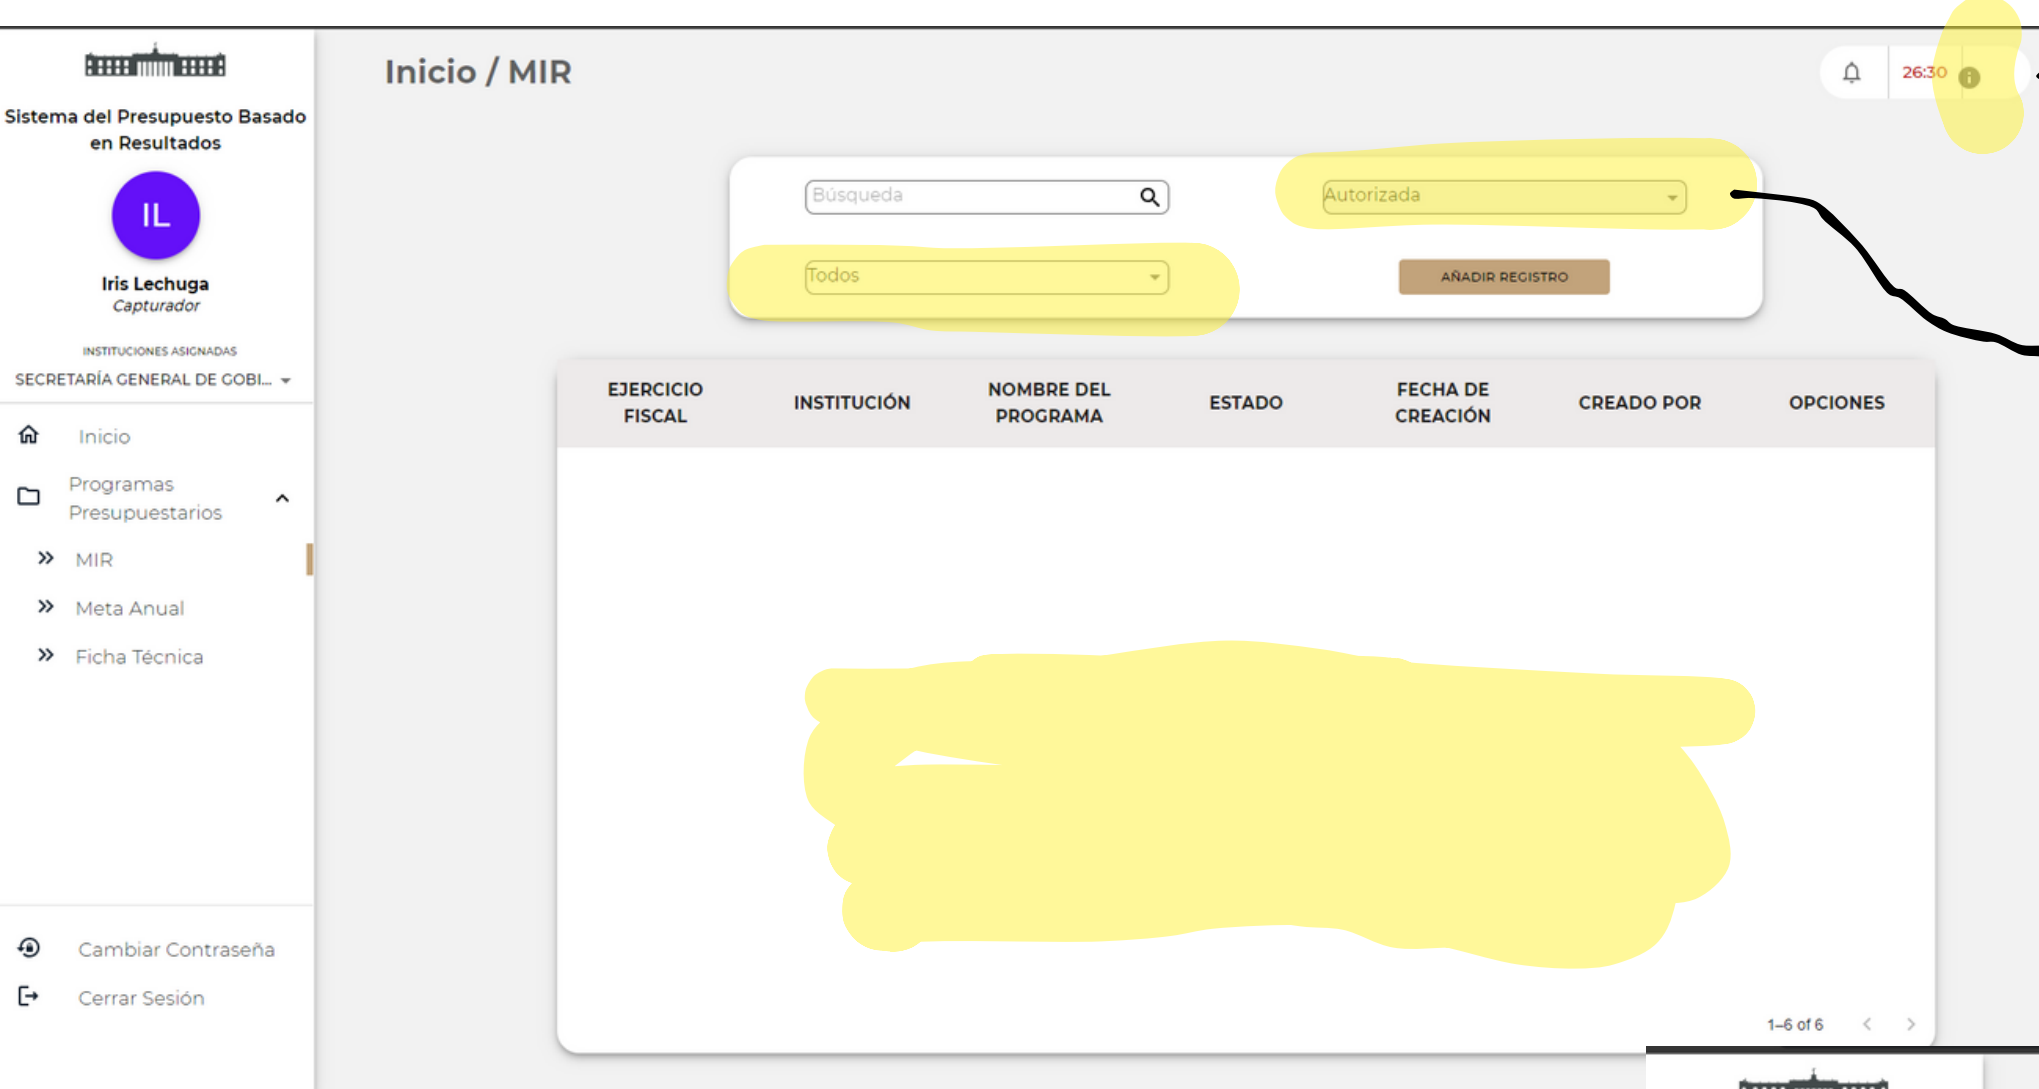 Sistema del Presupuesto Basado
en Resultados
IL
Iris Lechuga
Capturador
INSTITUCIONES ASIGNADAS
SECRETARÍA GENERAL DE GOBI...
Inicio
Programas
Presupuestarios
MIR
Meta Anual
Ficha Técnica
Cambiar Contraseña
Cerrar Sesión
Inicio / MIR
26:30
Búsqueda
Autorizada
Todos
AÑADIR REGISTRO
EJERCICIO
FISCAL
INSTITUCIÓN
NOMBRE DEL
PROGRAMA
ESTADO
FECHA DE
CREACIÓN
CREADO POR
OPCIONES
1–6 of 6